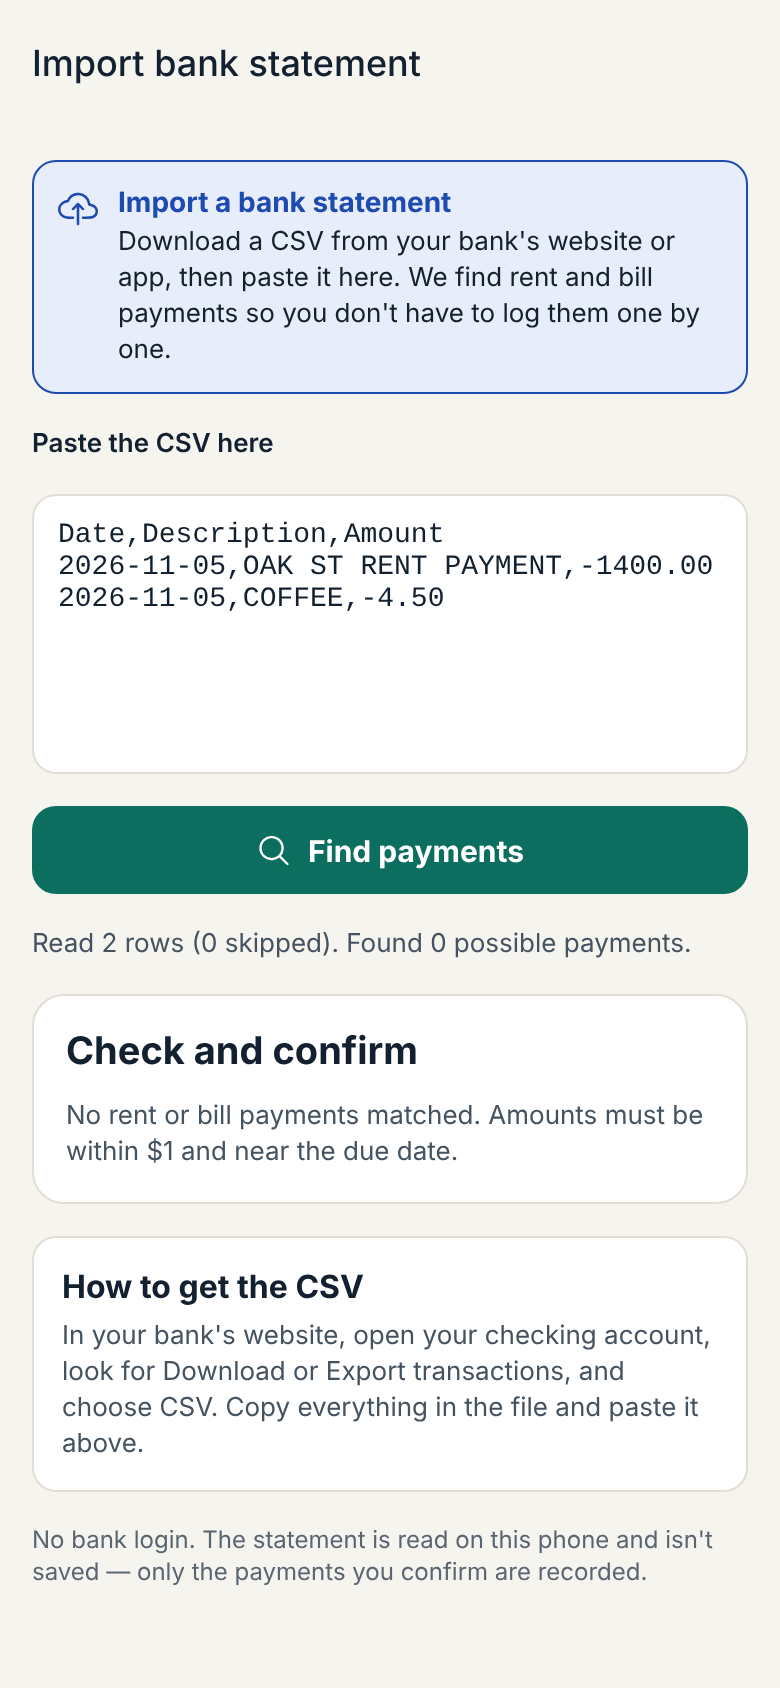 Import bank statement
Import a bank statement
Download a CSV from your bank's website or
app, then paste it here. We find rent and bill
payments so you don't have to log them one by
one.
Paste the CSV here
Date,Description,Amount
2026-11-05,OAK ST RENT PAYMENT,-1400.00
2026-11-05,COFFEE,-4.50
Find payments
Read 2 rows (0 skipped). Found 0 possible payments.
Check and confirm
No rent or bill payments matched. Amounts must be
within $1 and near the due date.
How to get the CSV
In your bank's website, open your checking account,
look for Download or Export transactions, and
choose CSV. Copy everything in the file and paste it
above.
No bank login. The statement is read on this phone and isn't
saved — only the payments you confirm are recorded.